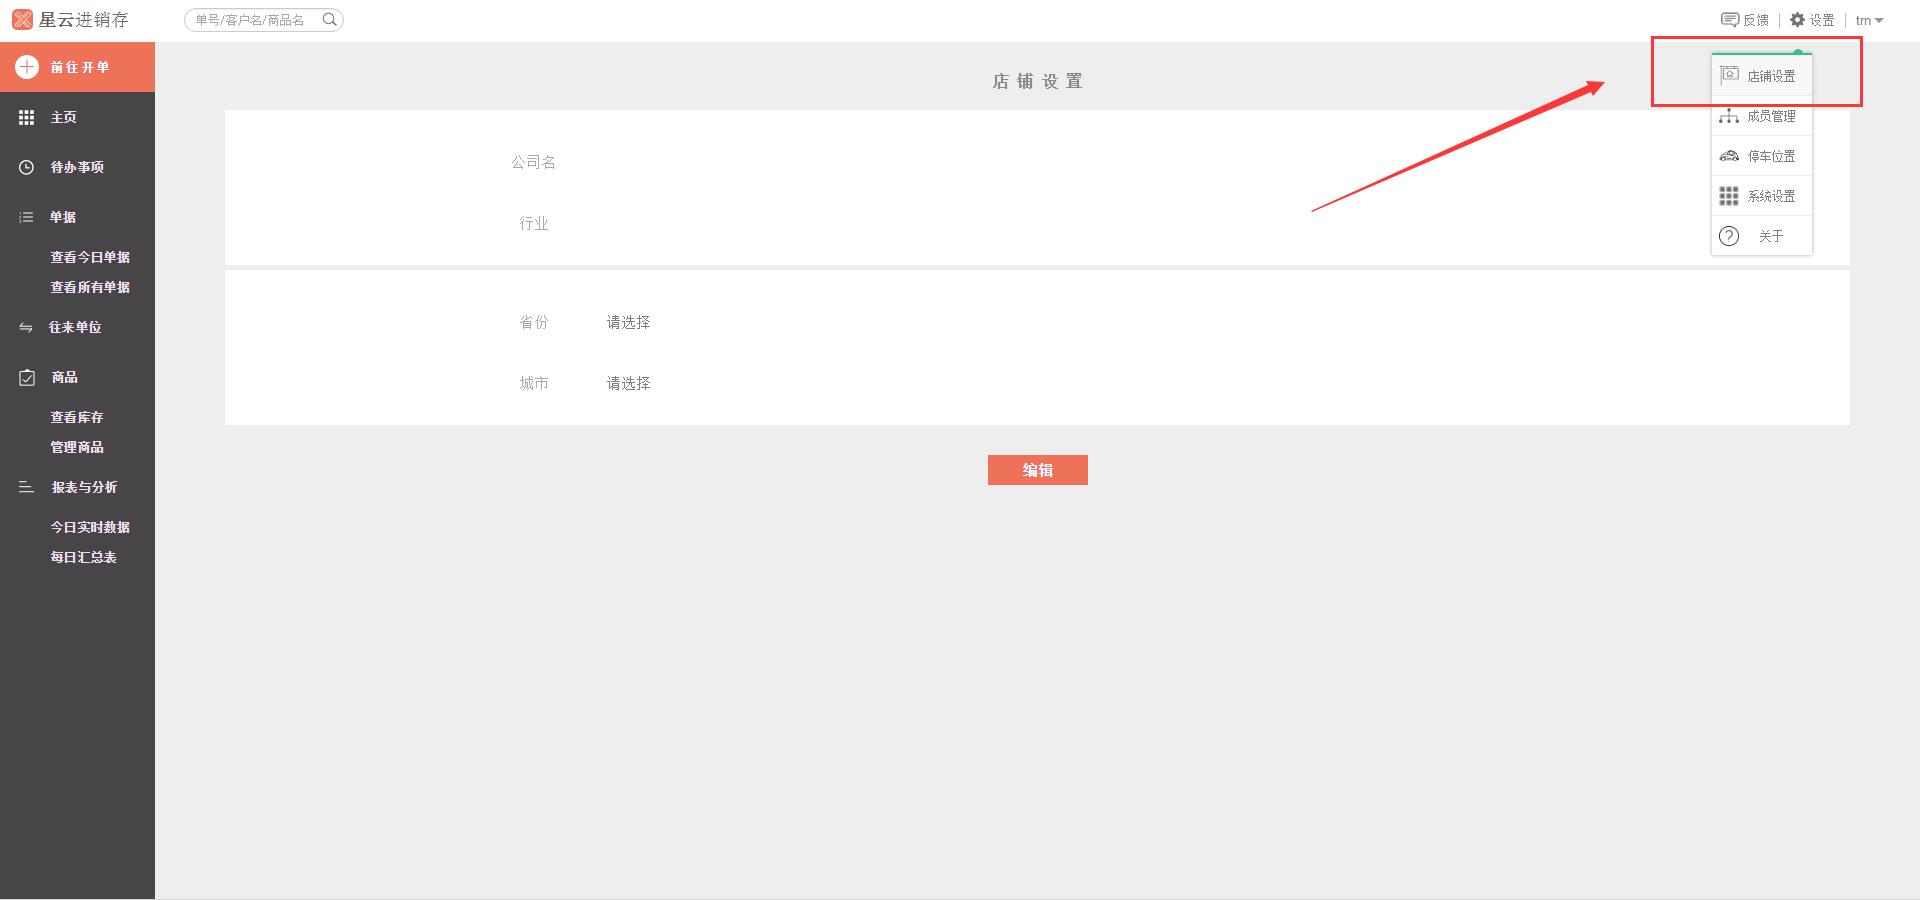 星云进销存
单号/客户名/商品名
反馈
设置
trn
前往开单
主页
待办事项
单据
查看今日单据
查看所有单据
往来单位
商品
查看库存
管理商品
报表与分析
今日实时数据
每日汇总表
店铺设置
公司名
行业
省份 请选择
城市 请选择
编辑
店铺设置
成员管理
停车位置
系统设置
关于